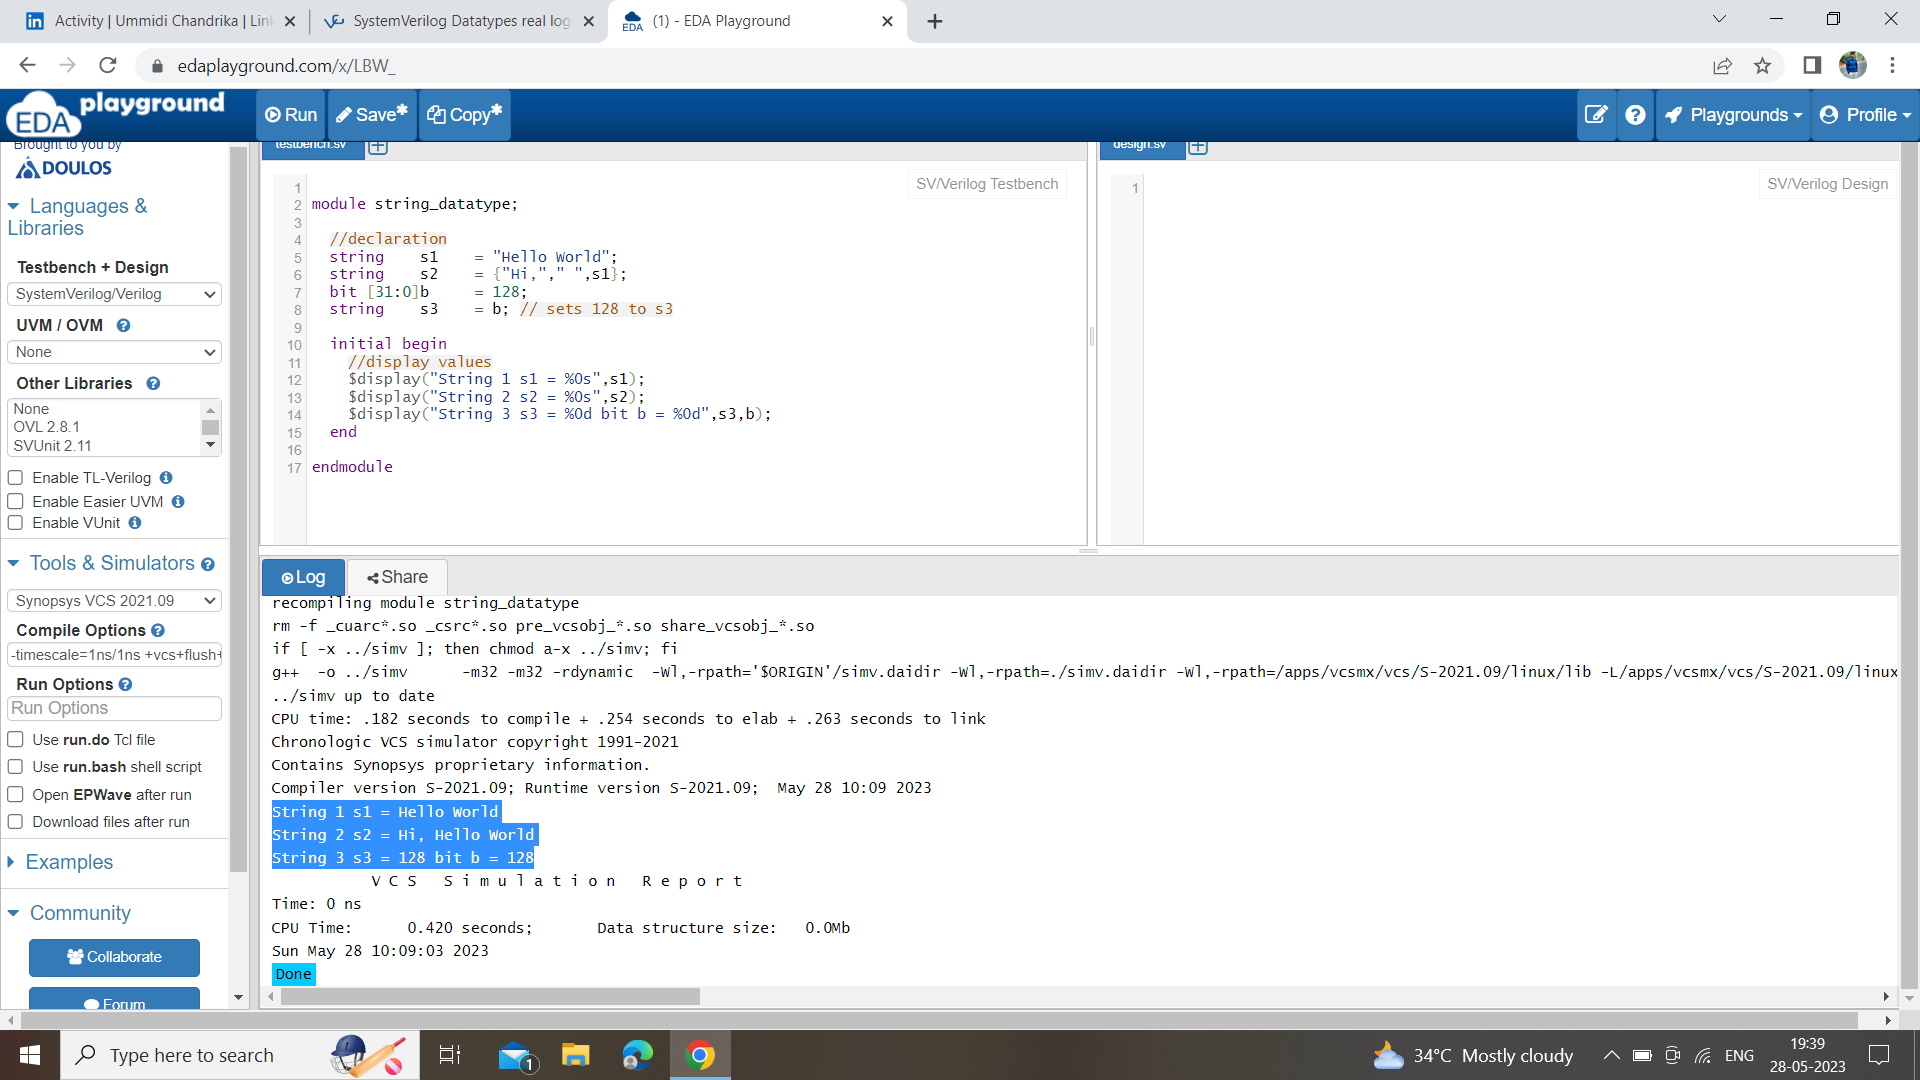 Activity | Ummidi Chandrika | Lin
SystemVerilog Datatypes real log
EDA
(1) - EDA Playground
edaplayground.com/x/LBW_
EDA playground
Run
Save*
Copy*
Playgrounds
Profile
Brought to you by
DOULOS
Languages & Libraries
Testbench + Design
SystemVerilog/Verilog
UVM / OVM
None
Other Libraries
None
OVL 2.8.1
SVUnit 2.11
Enable TL-Verilog
Enable Easier UVM
Enable VUnit
Tools & Simulators
Synopsys VCS 2021.09
Compile Options
-timescale=1ns/1ns +vcs+flush+
Run Options
Run Options
Use run.do Tcl file
Use run.bash shell script
Open EPWave after run
Download files after run
Examples
Community
Collaborate
Forum
testbench.sv
SV/Verilog Testbench
1
2 module string_datatype;
3
4 //declaration
5 string s1 = "Hello World";
6 string s2 = {"Hi,"," ",s1};
7 bit [31:0]b = 128;
8 string s3 = b; // sets 128 to s3
9
10 initial begin
11 //display values
12 $display("String 1 s1 = %0s",s1);
13 $display("String 2 s2 = %0s",s2);
14 $display("String 3 s3 = %0d bit b = %0d",s3,b);
15 end
16
17 endmodule
design.sv
SV/Verilog Design
1
Log
Share
recompiling module string_datatype
rm -f _cuarc*.so _csrc*.so pre_vcsobj_*.so share_vcsobj_*.so
if [ -x ../simv ]; then chmod a-x ../simv; fi
g++ -o ../simv -m32 -m32 -rdynamic -Wl,-rpath='$ORIGIN'/simv.daidir -Wl,-rpath=./simv.daidir -Wl,-rpath=/apps/vcsmx/vcs/S-2021.09/linux/lib -L/apps/vcsmx/vcs/S-2021.09/linux
../simv up to date
CPU time: .182 seconds to compile + .254 seconds to elab + .263 seconds to link
Chronologic VCS simulator copyright 1991-2021
Contains Synopsys proprietary information.
Compiler version S-2021.09; Runtime version S-2021.09; May 28 10:09 2023
String 1 s1 = Hello World
String 2 s2 = Hi, Hello World
String 3 s3 = 128 bit b = 128
V C S S i m u l a t i o n R e p o r t
Time: 0 ns
CPU Time: 0.420 seconds; Data structure size: 0.0Mb
Sun May 28 10:09:03 2023
Done
Type here to search
1
34°C Mostly cloudy
ENG
19:39
28-05-2023